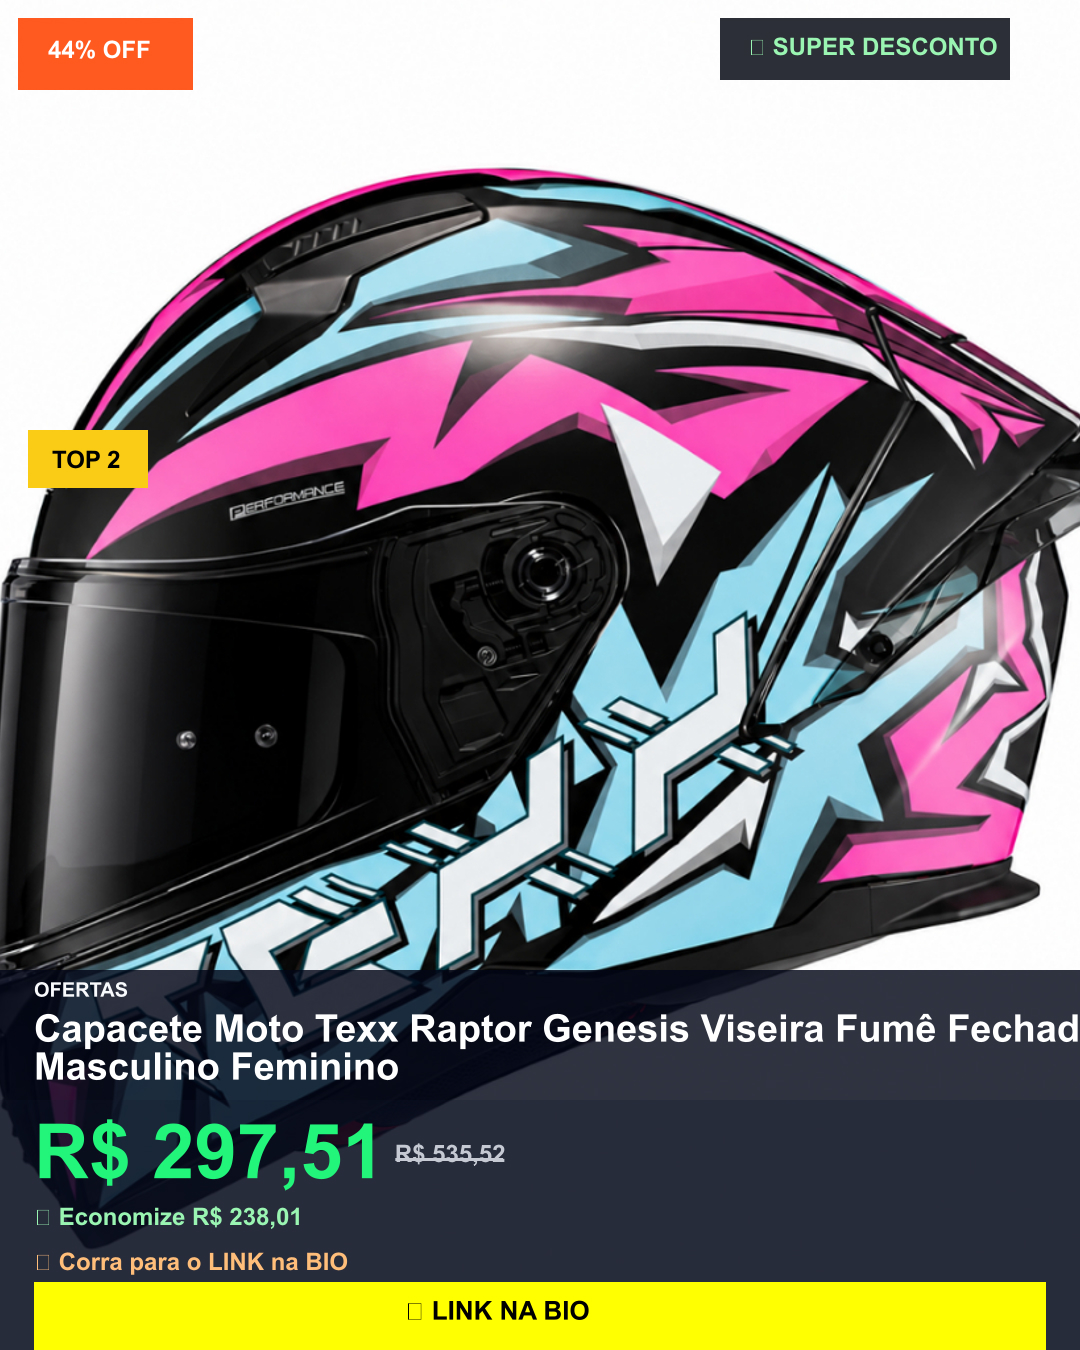 44% OFF
SUPER DESCONTO
TOP 2
PERFORMANCE
TEXX
OFERTAS
Capacete Moto Texx Raptor Genesis Viseira Fumê Fechad
Masculino Feminino
R$ 297,51 R$ 535,52
Economize R$ 238,01
Corra para o LINK na BIO
LINK NA BIO